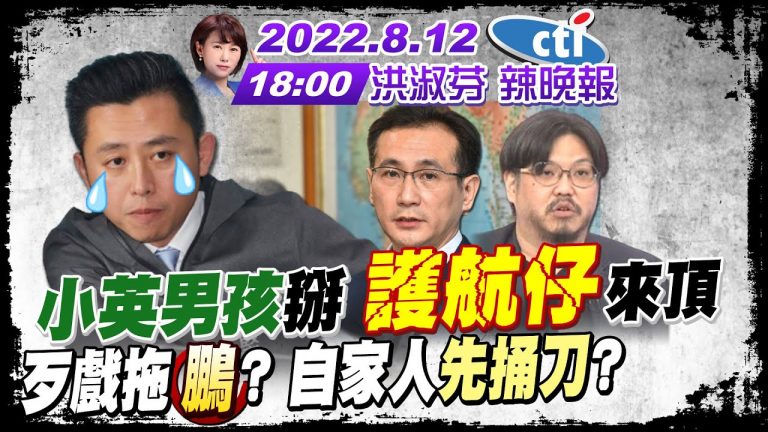 2022.8.12
cti
18:00 洪淑芬 辣晚報
小英男孩掰 護航仔來頂
歹戲拖鵬? 自家人先捅刀?